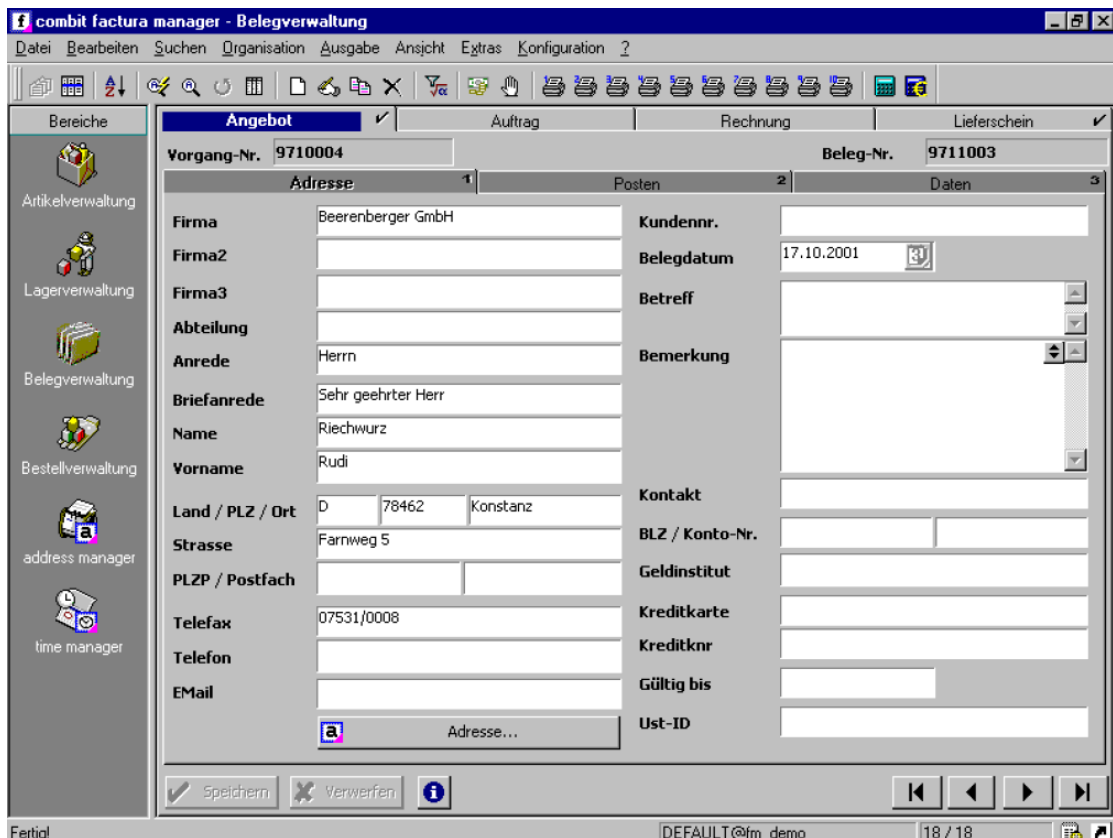 combit factura manager - Belegverwaltung
Datei Bearbeiten Suchen Organisation Ausgabe Ansicht Extras Konfiguration ?
Bereiche
Artikelverwaltung
Lagerverwaltung
Belegverwaltung
Bestellverwaltung
address manager
time manager
Angebot Auftrag Rechnung Lieferschein
Vorgang-Nr. 9710004 Beleg-Nr. 9711003
Adresse 1 Posten 2 Daten 3
Firma Beerenberger GmbH
Firma2
Firma3
Abteilung
Anrede Herrn
Briefanrede Sehr geehrter Herr
Name Riechwurz
Vorname Rudi
Land / PLZ / Ort D 78462 Konstanz
Strasse Farnweg 5
PLZP / Postfach
Telefax 07531/0008
Telefon
EMail
Adresse...
Kundennr.
Belegdatum 17.10.2001
Betreff
Bemerkung
Kontakt
BLZ / Konto-Nr.
Geldinstitut
Kreditkarte
Kreditknr
Gültig bis
Ust-ID
Speichern Verwerfen
Fertig! DEFAULT@fm_demo 18 / 18